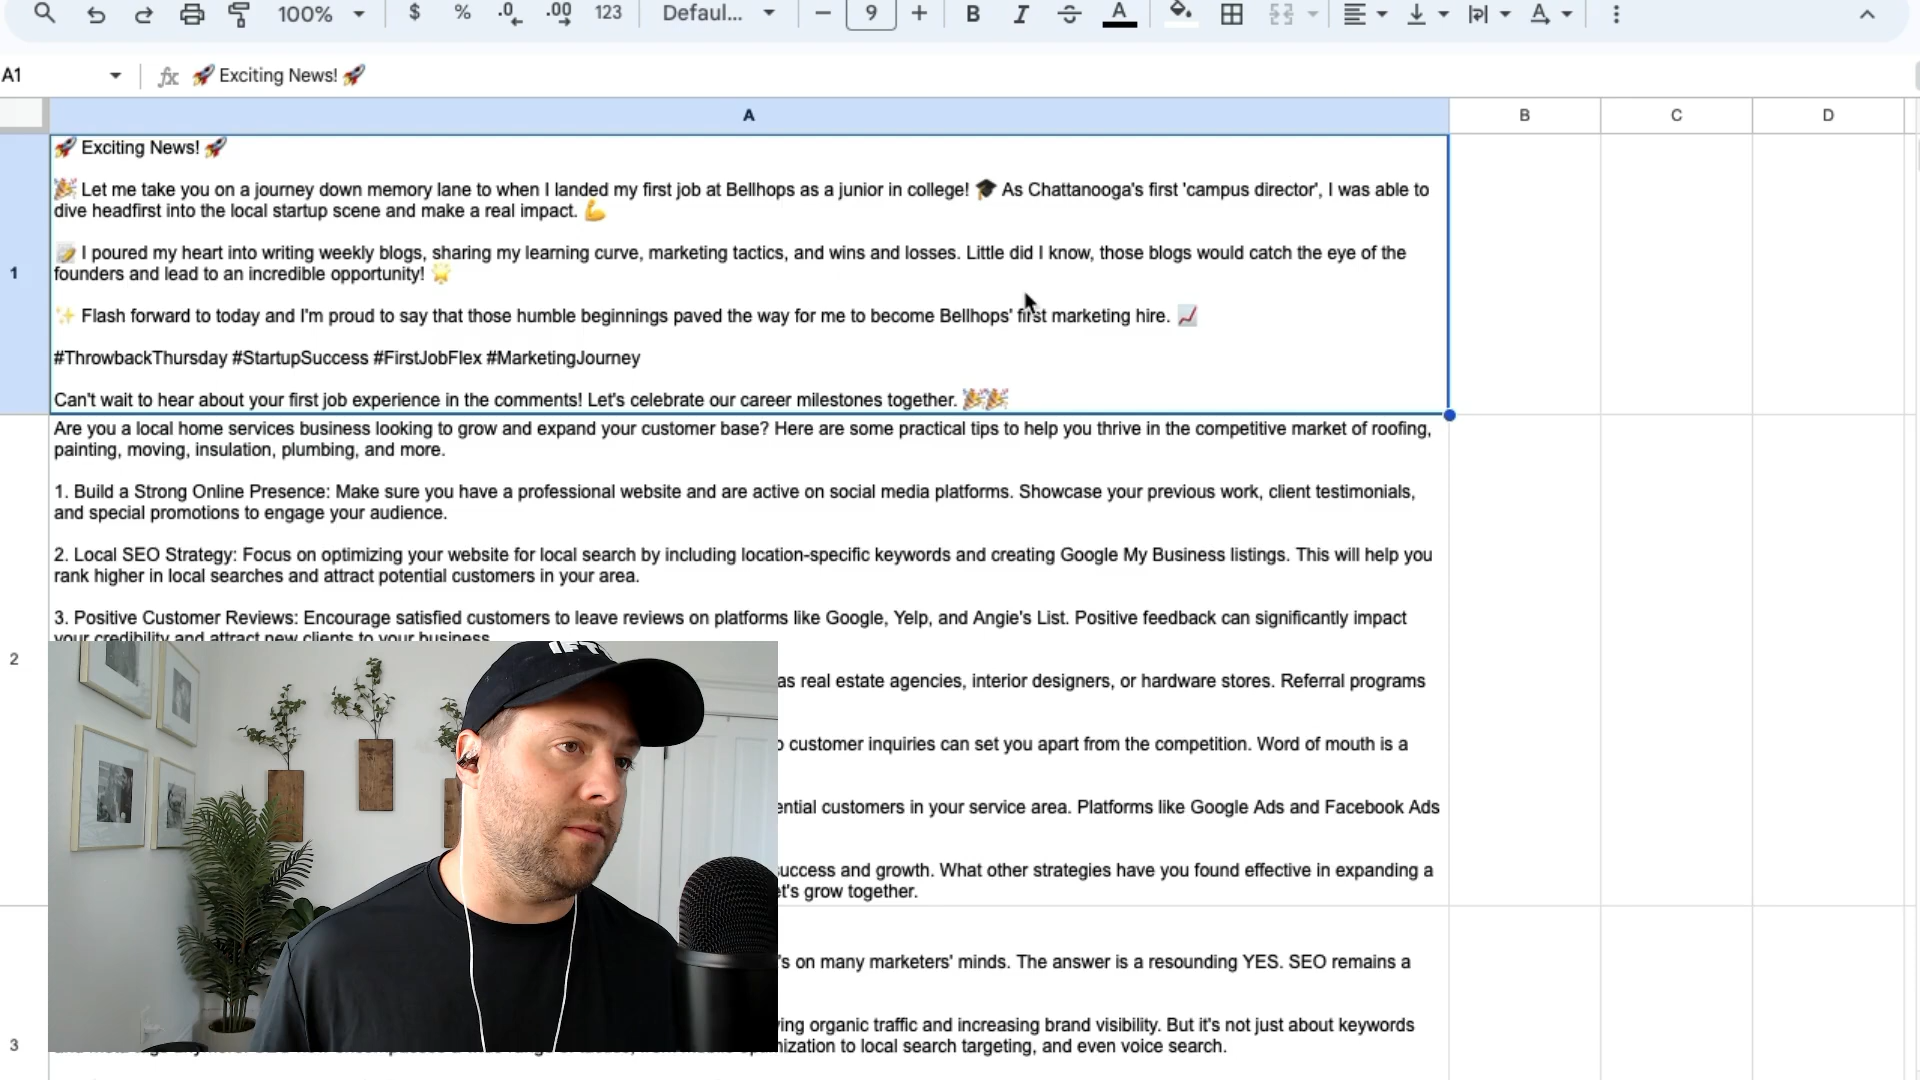 100%
$ % .0 .00 123
Defaul...
9
B I A
A1
fx 🚀 Exciting News! 🚀
A B C D
1
🚀 Exciting News! 🚀
🎉 Let me take you on a journey down memory lane to when I landed my first job at Bellhops as a junior in college! 🎓 As Chattanooga's first 'campus director', I was able to
dive headfirst into the local startup scene and make a real impact. 💪
📝 I poured my heart into writing weekly blogs, sharing my learning curve, marketing tactics, and wins and losses. Little did I know, those blogs would catch the eye of the
founders and lead to an incredible opportunity! 🌟
✨ Flash forward to today and I'm proud to say that those humble beginnings paved the way for me to become Bellhops' first marketing hire. 📈
#ThrowbackThursday #StartupSuccess #FirstJobFlex #MarketingJourney
Can't wait to hear about your first job experience in the comments! Let's celebrate our career milestones together. 🎉🎉
2
Are you a local home services business looking to grow and expand your customer base? Here are some practical tips to help you thrive in the competitive market of roofing,
painting, moving, insulation, plumbing, and more.
1. Build a Strong Online Presence: Make sure you have a professional website and are active on social media platforms. Showcase your previous work, client testimonials,
and special promotions to engage your audience.
2. Local SEO Strategy: Focus on optimizing your website for local search by including location-specific keywords and creating Google My Business listings. This will help you
rank higher in local searches and attract potential customers in your area.
3. Positive Customer Reviews: Encourage satisfied customers to leave reviews on platforms like Google, Yelp, and Angie's List. Positive feedback can significantly impact
your credibility and attract new clients to your business.
as real estate agencies, interior designers, or hardware stores. Referral programs
customer inquiries can set you apart from the competition. Word of mouth is a
customers in your service area. Platforms like Google Ads and Facebook Ads
and growth. What other strategies have you found effective in expanding a
grow together.
3
on many marketers' minds. The answer is a resounding YES. SEO remains a
organic traffic and increasing brand visibility. But it's not just about keywords
to local search targeting, and even voice search.